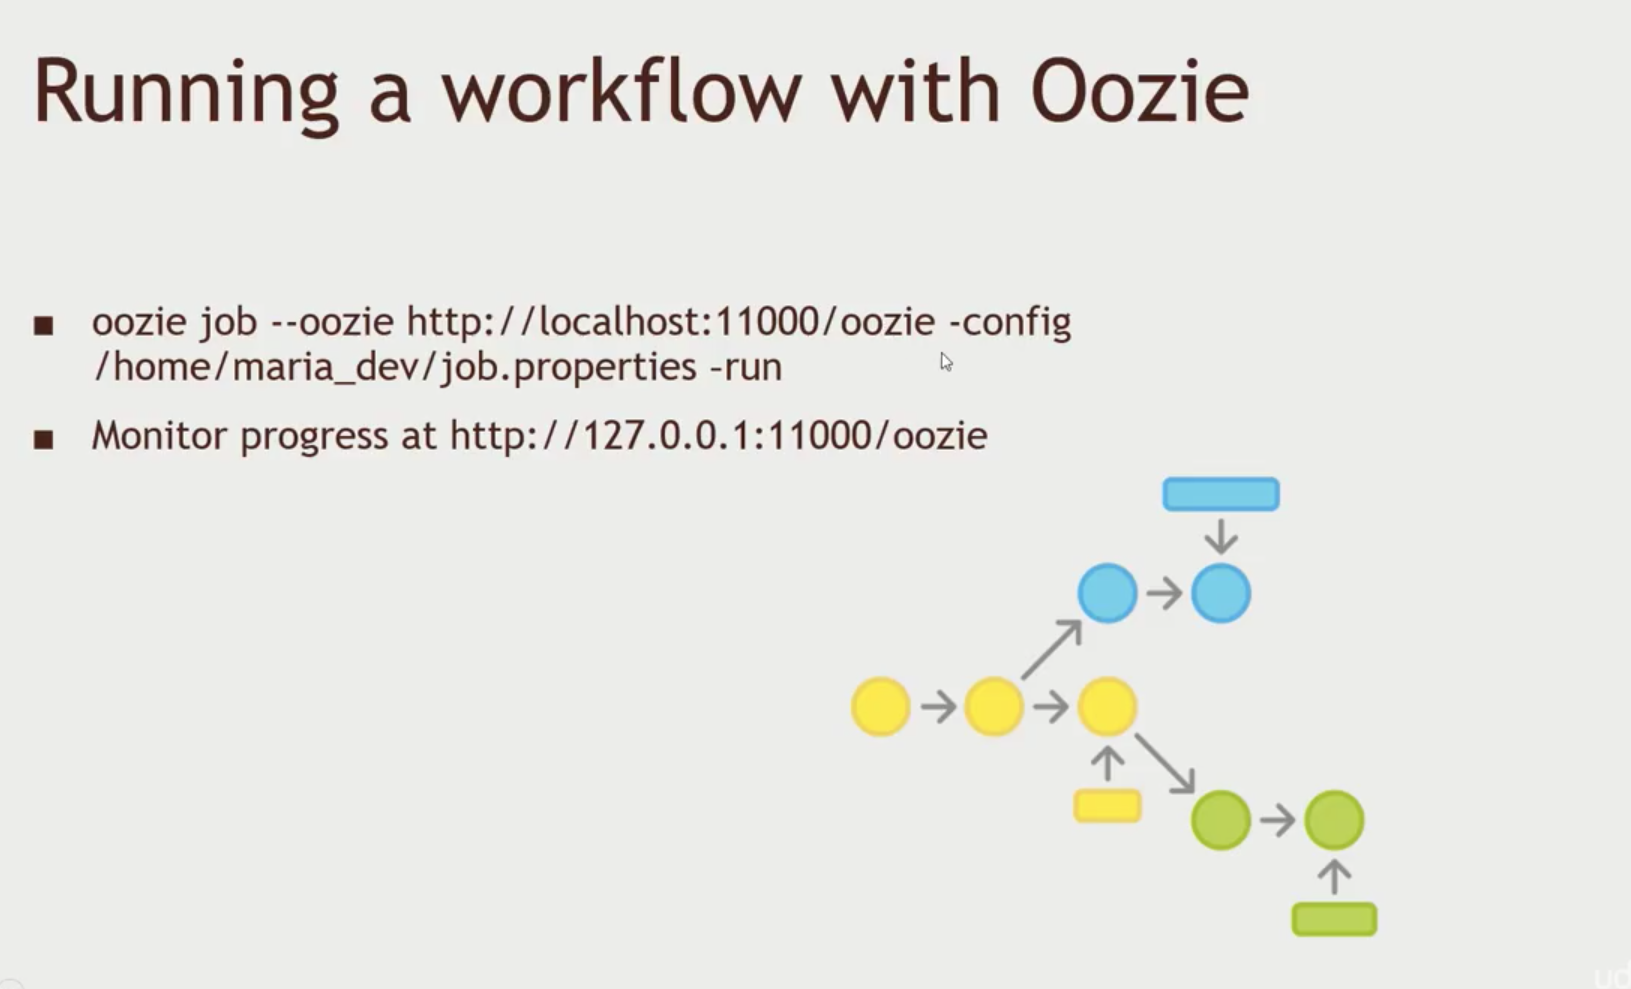 Running a workflow with Oozie
■ oozie job --oozie http://localhost:11000/oozie -config
/home/maria_dev/job.properties –run
■ Monitor progress at http://127.0.0.1:11000/oozie